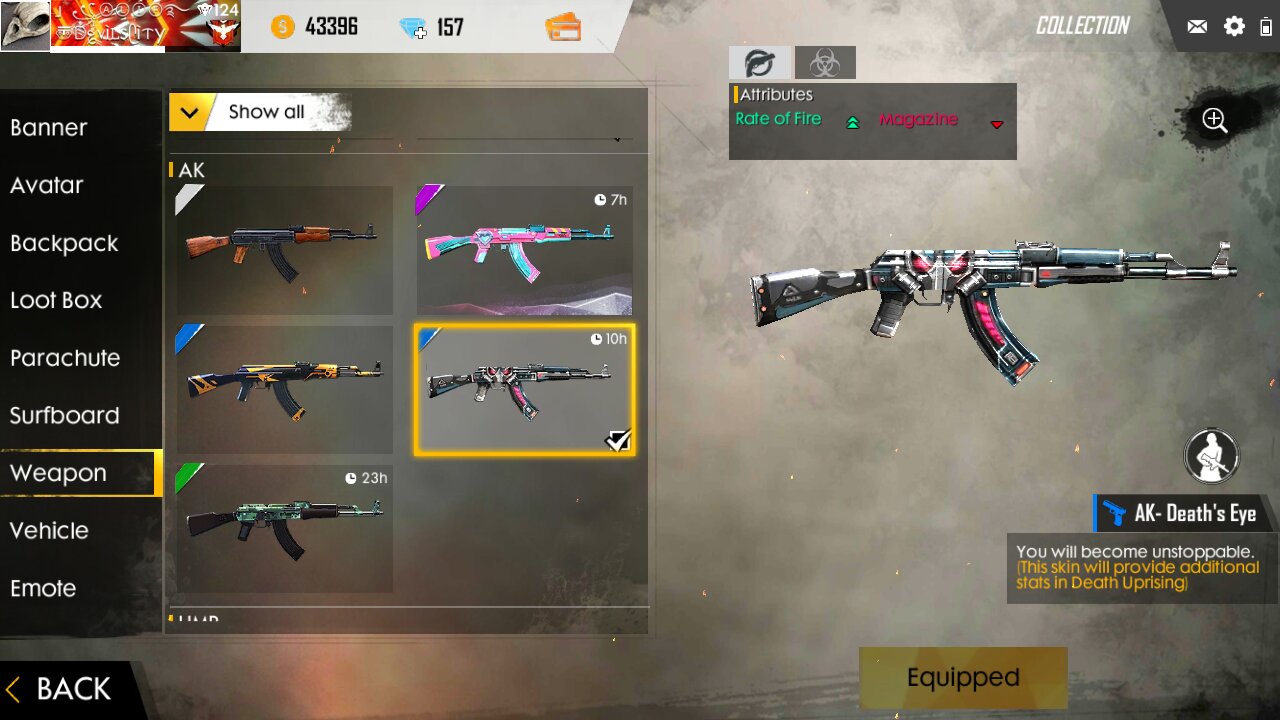 124
43396
157
COLLECTION
Show all
Attributes
Rate of Fire
Magazine
Banner
Avatar
Backpack
Loot Box
Parachute
Surfboard
Weapon
Vehicle
Emote
AK
7h
10h
23h
UMP
AK- Death's Eye
You will become unstoppable.
(This skin will provide additional
stats in Death Uprising)
BACK
Equipped